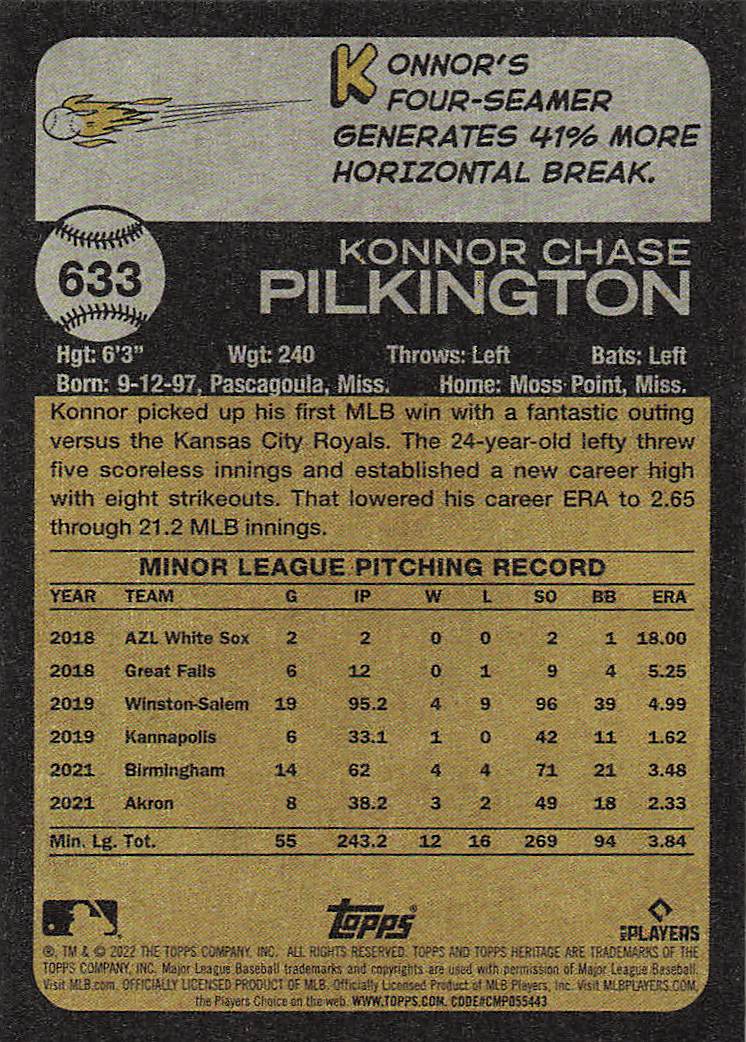 KONNOR'S
FOUR-SEAMER
GENERATES 41% MORE
HORIZONTAL BREAK.
633
KONNOR CHASE
PILKINGTON
Hgt: 6'3" Wgt: 240 Throws: Left Bats: Left
Born: 9-12-97, Pascagoula, Miss. Home: Moss Point, Miss.
Konnor picked up his first MLB win with a fantastic outing
versus the Kansas City Royals. The 24-year-old lefty threw
five scoreless innings and established a new career high
with eight strikeouts. That lowered his career ERA to 2.65
through 21.2 MLB innings.
MINOR LEAGUE PITCHING RECORD
YEAR TEAM G IP W L SO BB ERA
2018 AZL White Sox 2 2 0 0 2 1 18.00
2018 Great Falls 6 12 0 1 9 4 5.25
2019 Winston-Salem 19 95.2 4 9 96 39 4.99
2019 Kannapolis 6 33.1 1 0 42 11 1.62
2021 Birmingham 14 62 4 4 71 21 3.48
2021 Akron 8 38.2 3 2 49 18 2.33
Min. Lg. Tot. 55 243.2 12 16 269 94 3.84
Topps® PLAYERS
®, TM & © 2022 THE TOPPS COMPANY, INC. ALL RIGHTS RESERVED. TOPPS AND TOPPS HERITAGE ARE TRADEMARKS OF THE
TOPPS COMPANY, INC. Major League Baseball trademarks and copyrights are used with permission of Major League Baseball.
Visit MLB.com. OFFICIALLY LICENSED PRODUCT OF MLB. Officially Licensed Product of MLB Players, Inc. Visit MLBPLAYERS.COM,
the Players Choice on the web. WWW.TOPPS.COM. CODE#CMP055443